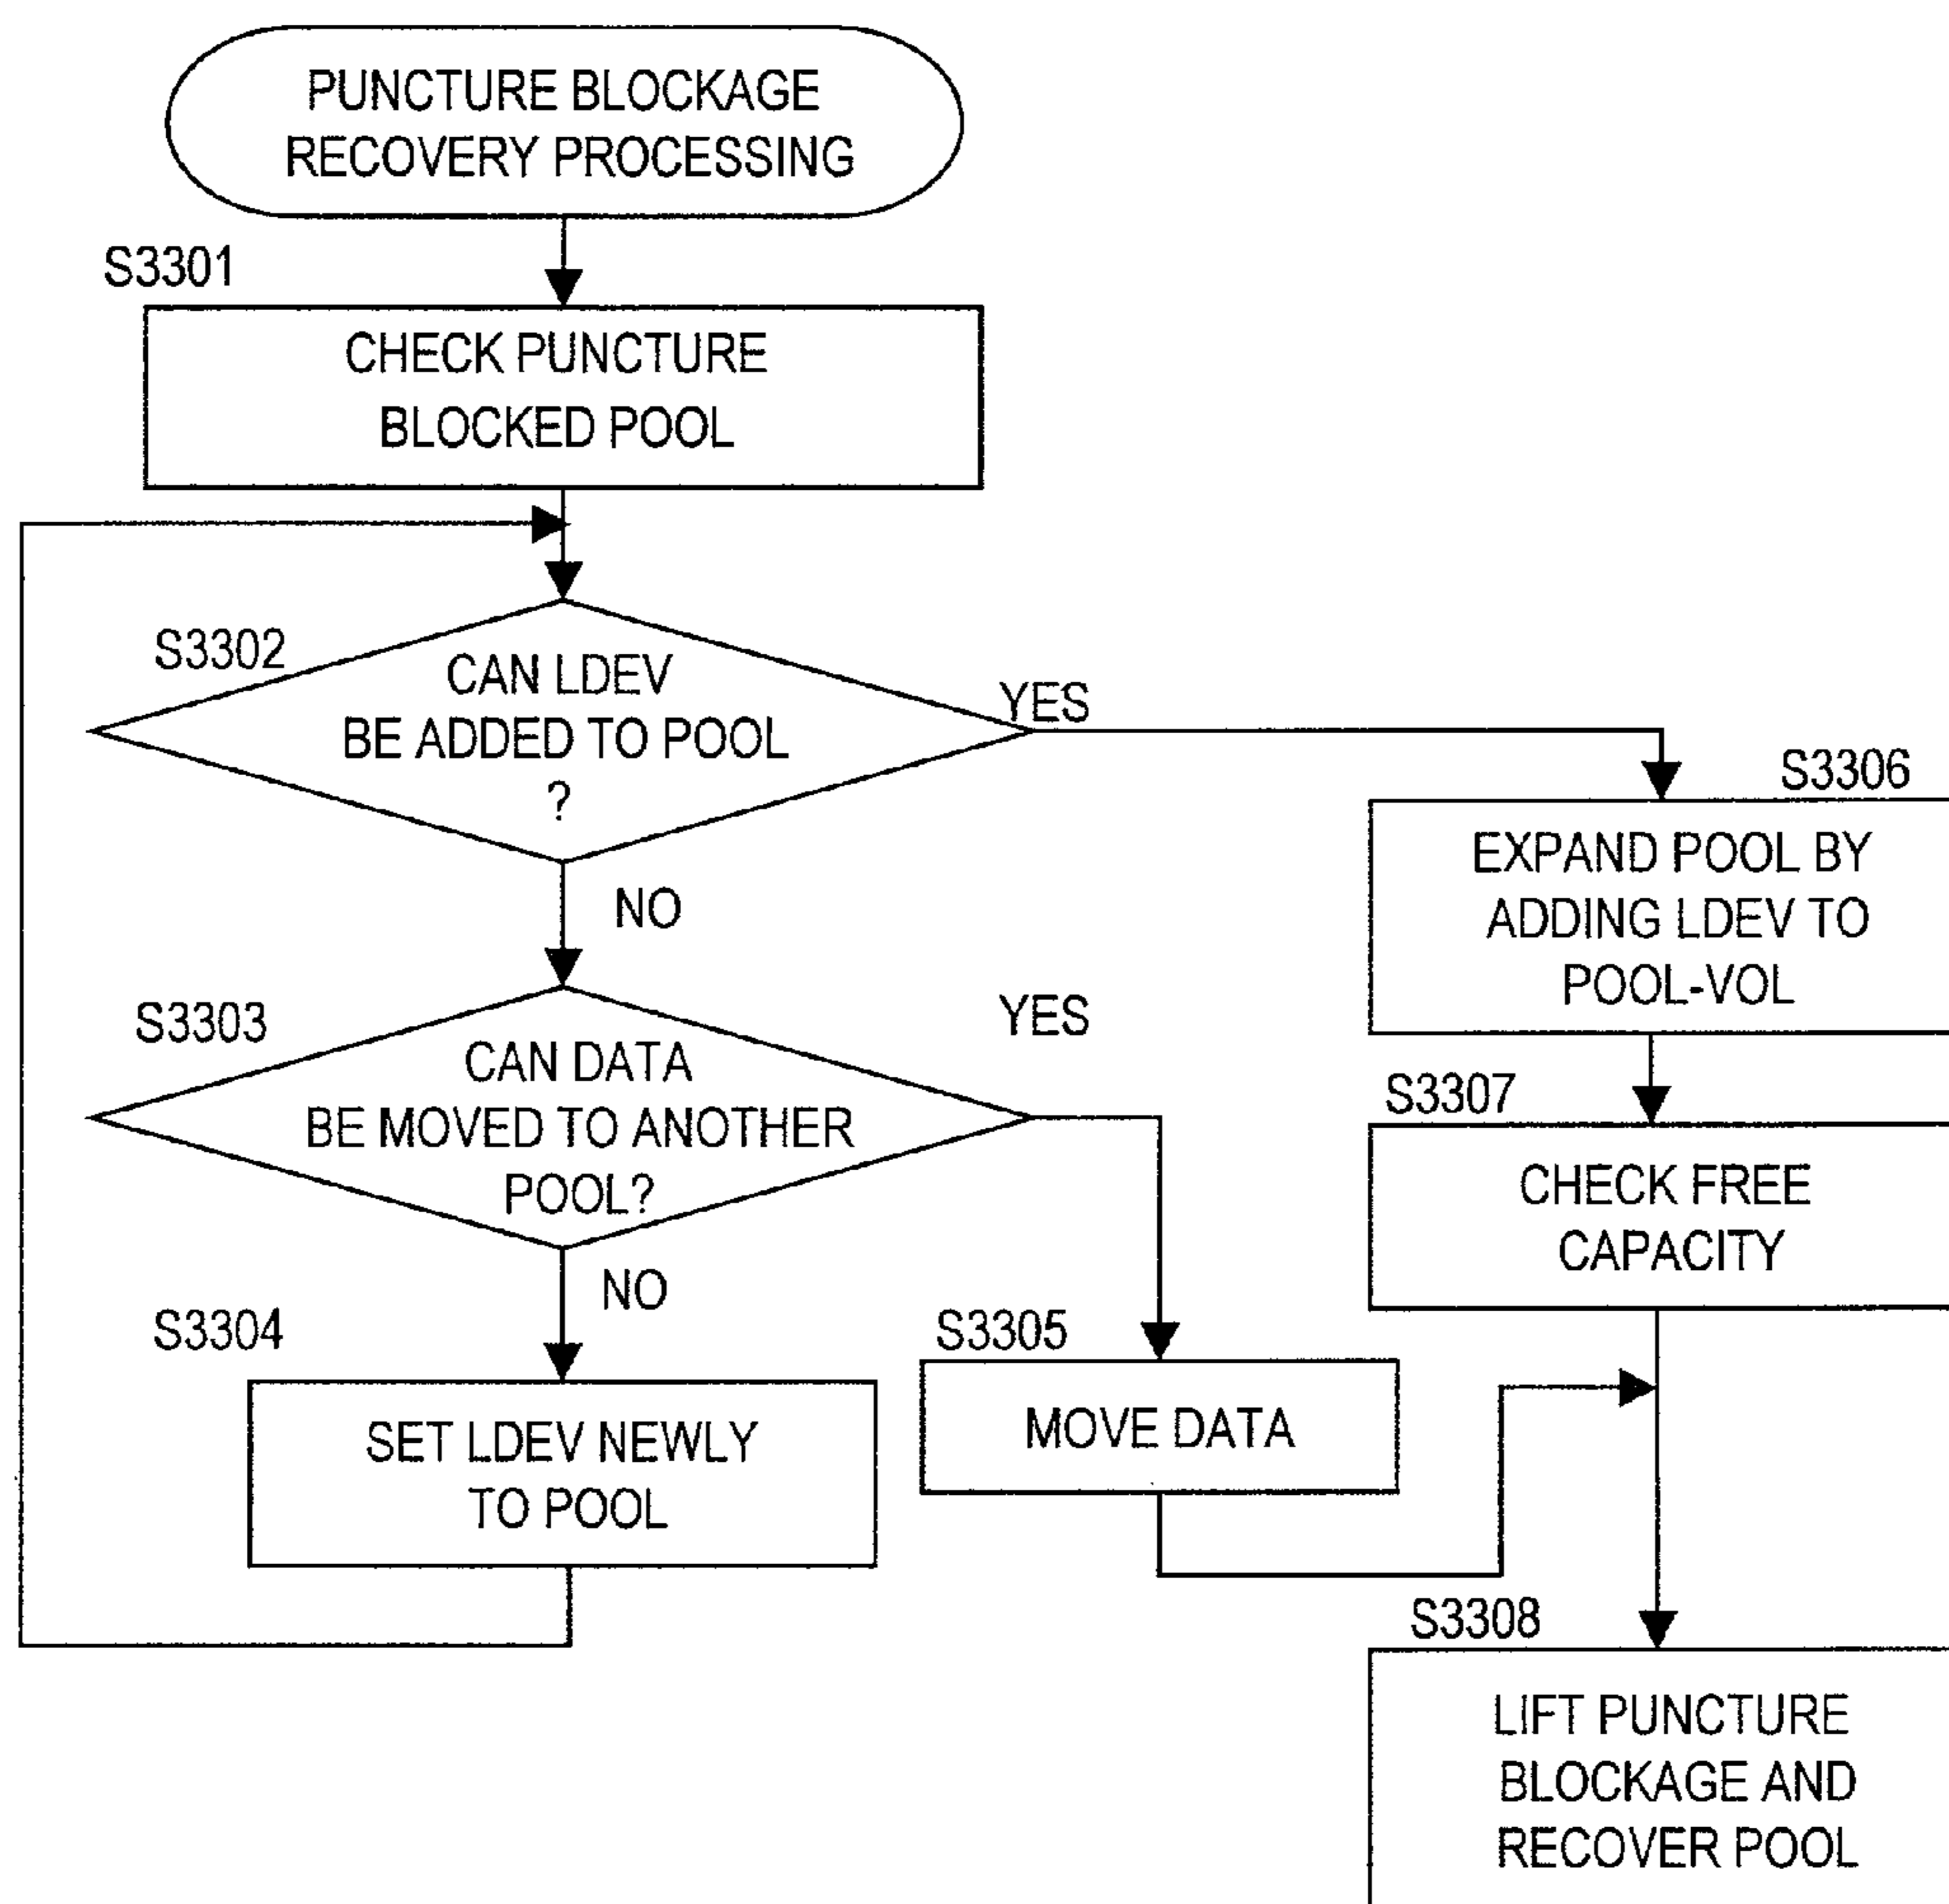 PUNCTURE BLOCKAGE
RECOVERY PROCESSING
S3301
CHECK PUNCTURE
BLOCKED POOL
S3302
CAN LDEV
BE ADDED TO POOL
?
YES
NO
S3303
CAN DATA
BE MOVED TO ANOTHER
POOL?
YES
NO
S3304
SET LDEV NEWLY
TO POOL
S3305
MOVE DATA
S3306
EXPAND POOL BY
ADDING LDEV TO
POOL-VOL
S3307
CHECK FREE
CAPACITY
S3308
LIFT PUNCTURE
BLOCKAGE AND
RECOVER POOL